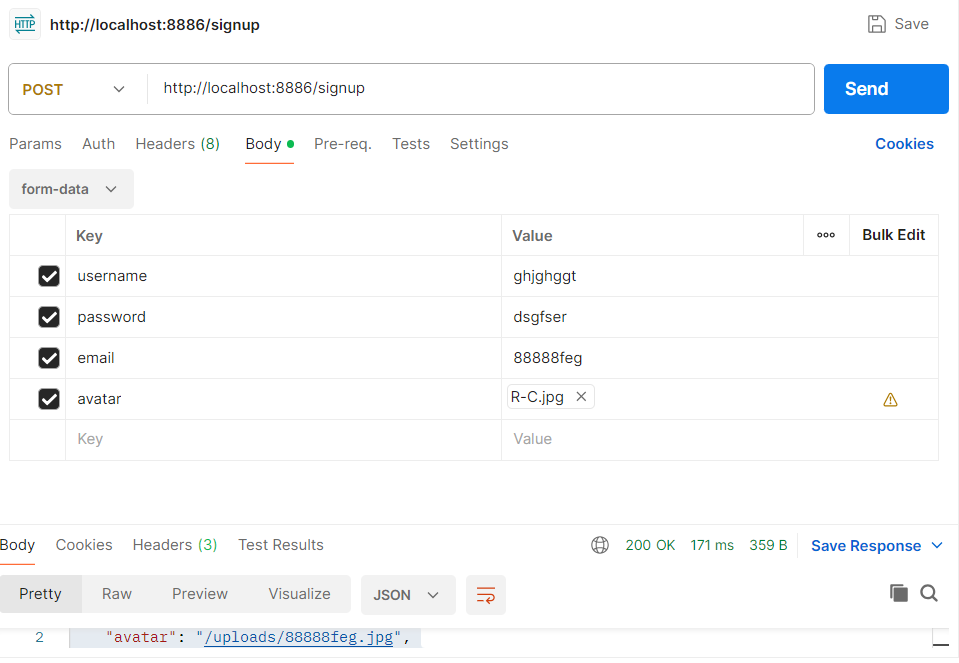 HTTP http://localhost:8886/signup Save
POST http://localhost:8886/signup Send
Params Auth Headers (8) Body Pre-req. Tests Settings Cookies
form-data
Key Value Bulk Edit
username ghjghggt
password dsgfser
email 88888feg
avatar R-C.jpg
Key Value
Body Cookies Headers (3) Test Results 200 OK 171 ms 359 B Save Response
Pretty Raw Preview Visualize JSON
2 "avatar": "/uploads/88888feg.jpg",